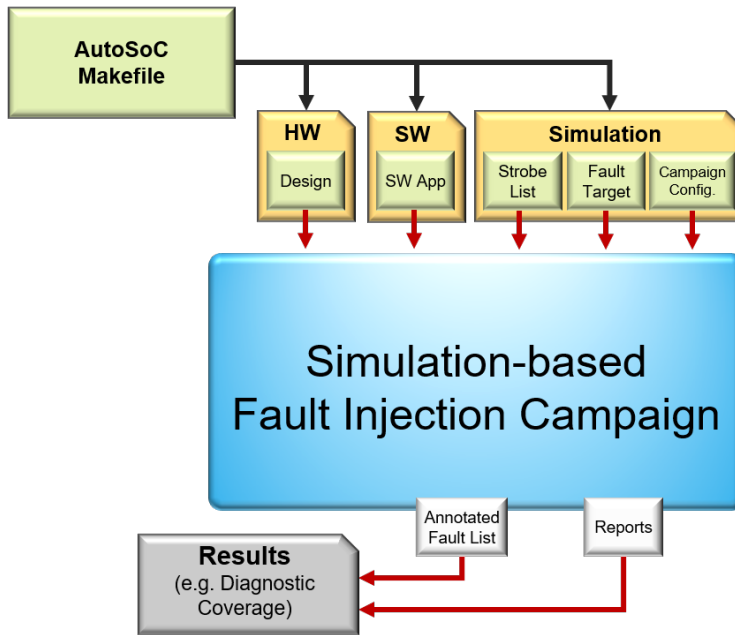 AutoSoC
Makefile
HW
SW
Simulation
Design
SW App
Strobe
List
Fault
Target
Campaign
Config.
Simulation-based
Fault Injection Campaign
Annotated
Fault List
Reports
Results
(e.g. Diagnostic
Coverage)